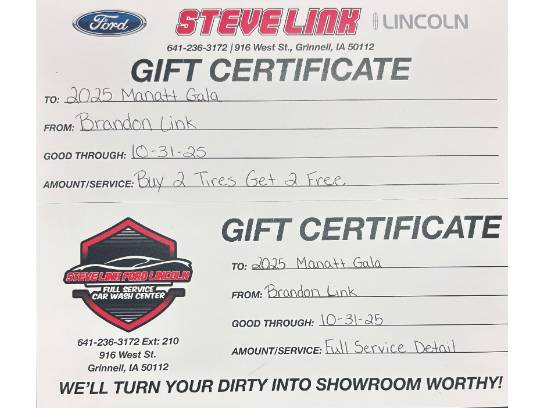 Ford STEVE LINK LINCOLN
641-236-3172 | 916 West St., Grinnell, IA 50112
GIFT CERTIFICATE
TO: 2025 Manatt Gala
FROM: Brandon Link
GOOD THROUGH: 10-31-25
AMOUNT/SERVICE: Buy 2 Tires Get 2 Free
STEVE LINK FORD LINCOLN
FULL SERVICE
CAR WASH CENTER
641-236-3172 Ext: 210
916 West St.
Grinnell, IA 50112
GIFT CERTIFICATE
TO: 2025 Manatt Gala
FROM: Brandon Link
GOOD THROUGH: 10-31-25
AMOUNT/SERVICE: Full Service Detail
WE'LL TURN YOUR DIRTY INTO SHOWROOM WORTHY!